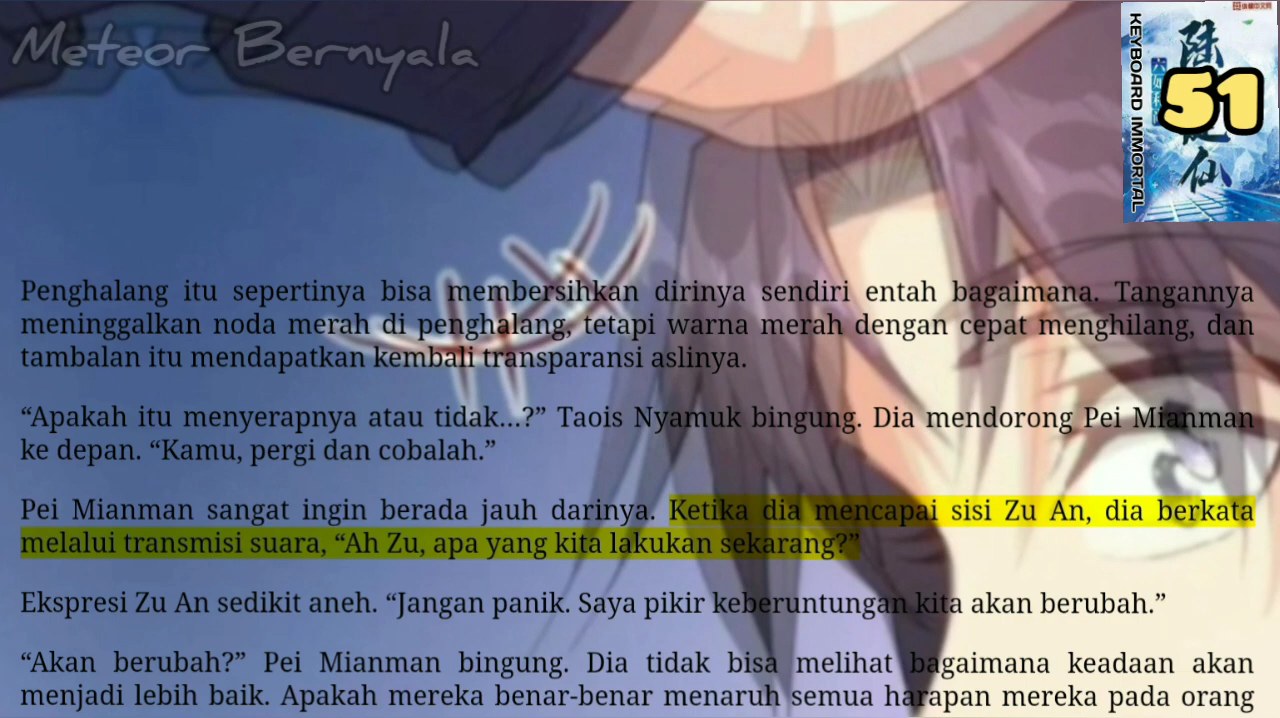 Meteor Bernyala
KEYBOARD IMMORTAL
51
Penghalang itu sepertinya bisa membersihkan dirinya sendiri entah bagaimana. Tangannya
meninggalkan noda merah di penghalang, tetapi warna merah dengan cepat menghilang, dan
tambalan itu mendapatkan kembali transparansi aslinya.
“Apakah itu menyerapnya atau tidak...?” Taois Nyamuk bingung. Dia mendorong Pei Mianman
ke depan. “Kamu, pergi dan cobalah.”
Pei Mianman sangat ingin berada jauh darinya. Ketika dia mencapai sisi Zu An, dia berkata
melalui transmisi suara, “Ah Zu, apa yang kita lakukan sekarang?”
Ekspresi Zu An sedikit aneh. “Jangan panik. Saya pikir keberuntungan kita akan berubah.”
“Akan berubah?” Pei Mianman bingung. Dia tidak bisa melihat bagaimana keadaan akan
menjadi lebih baik. Apakah mereka benar-benar menaruh semua harapan mereka pada orang